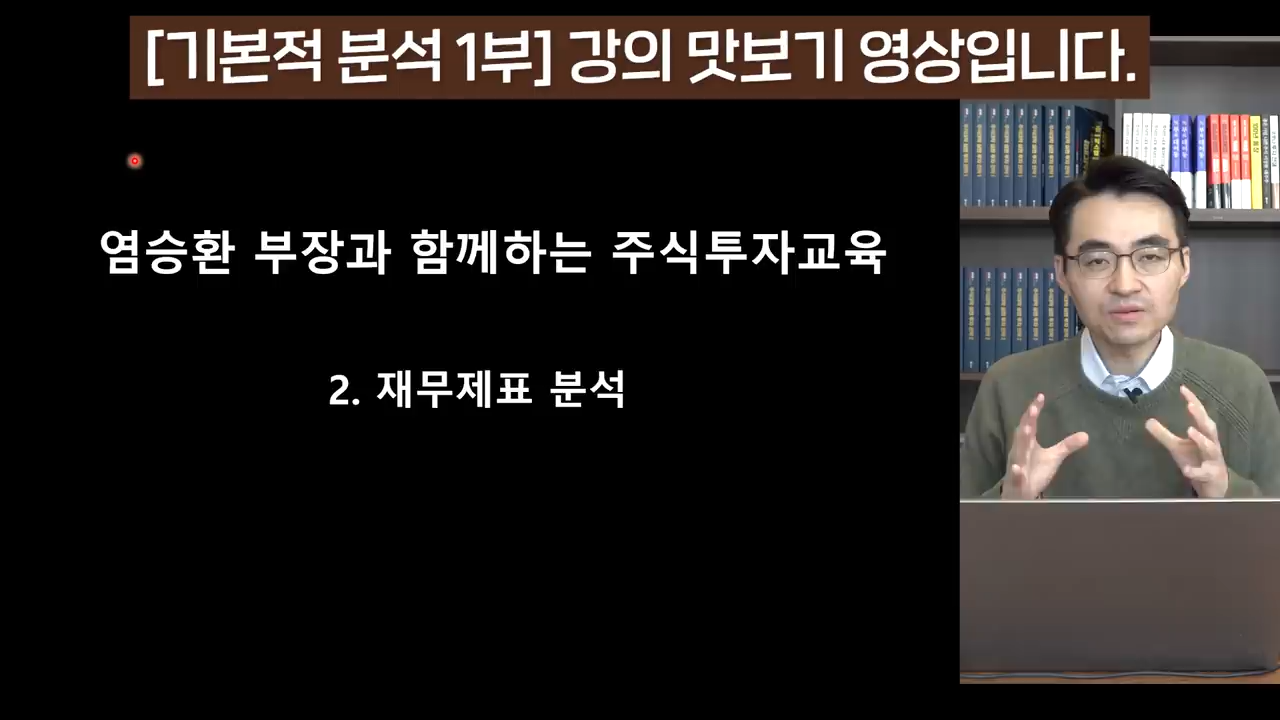 [기본적 분석 1부] 강의 맛보기 영상입니다.
염승환 부장과 함께하는 주식투자교육
2. 재무제표 분석